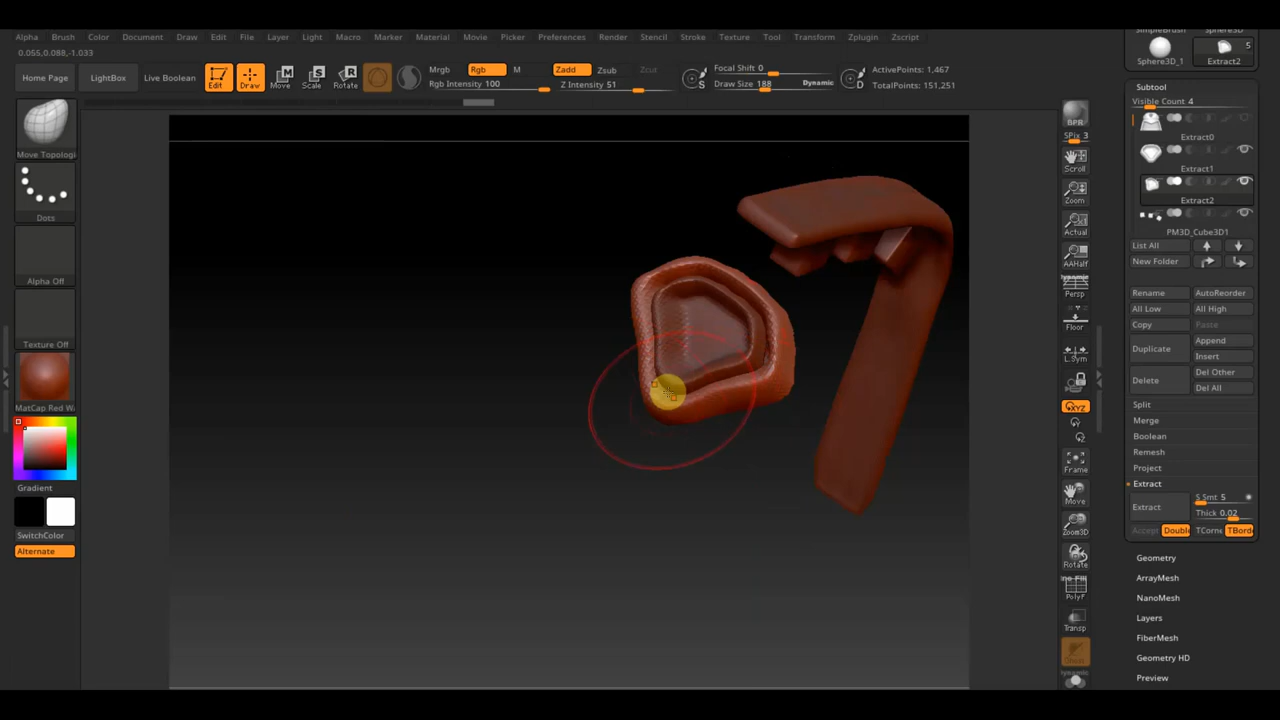 Alpha Brush Color Document Draw Edit File Layer Light Macro Marker Material Movie Picker Preferences Render Stencil Stroke Texture Tool Transform Zplugin Zscript
0.055,0.088,-1.033
Home Page LightBox Live Boolean Edit Draw Move Scale Rotate
Mrgb Rgb M Zadd Zsub Zcut
Rgb Intensity 100 Z Intensity 51
Focal Shift 0
Draw Size 188 Dynamic
ActivePoints: 1,467
TotalPoints: 151,251
Move Topologi
Dots
Alpha Off
Texture Off
MatCap Red W
Gradient
SwitchColor
Alternate
BPR
SPix 3
Scroll
Zoom
Actual
AAHalf
Dynamic
Persp
Floor
L.Sym
XYZ
Frame
Move
Zoom3D
Rotate
PolyF
Transp
SimpleBrush Sphere3D
5
Sphere3D_1 Extract2
Subtool
Visible Count 4
Extract0
Extract1
Extract2
PM3D_Cube3D1
List All
New Folder
Rename AutoReorder
All Low All High
Copy Paste
Duplicate Append
Insert
Delete Del Other
Del All
Split
Merge
Boolean
Remesh
Project
Extract
Extract S Smt 5
Thick 0.02
Accept Double TCorne TBord
Geometry
ArrayMesh
NanoMesh
Layers
FiberMesh
Geometry HD
Preview